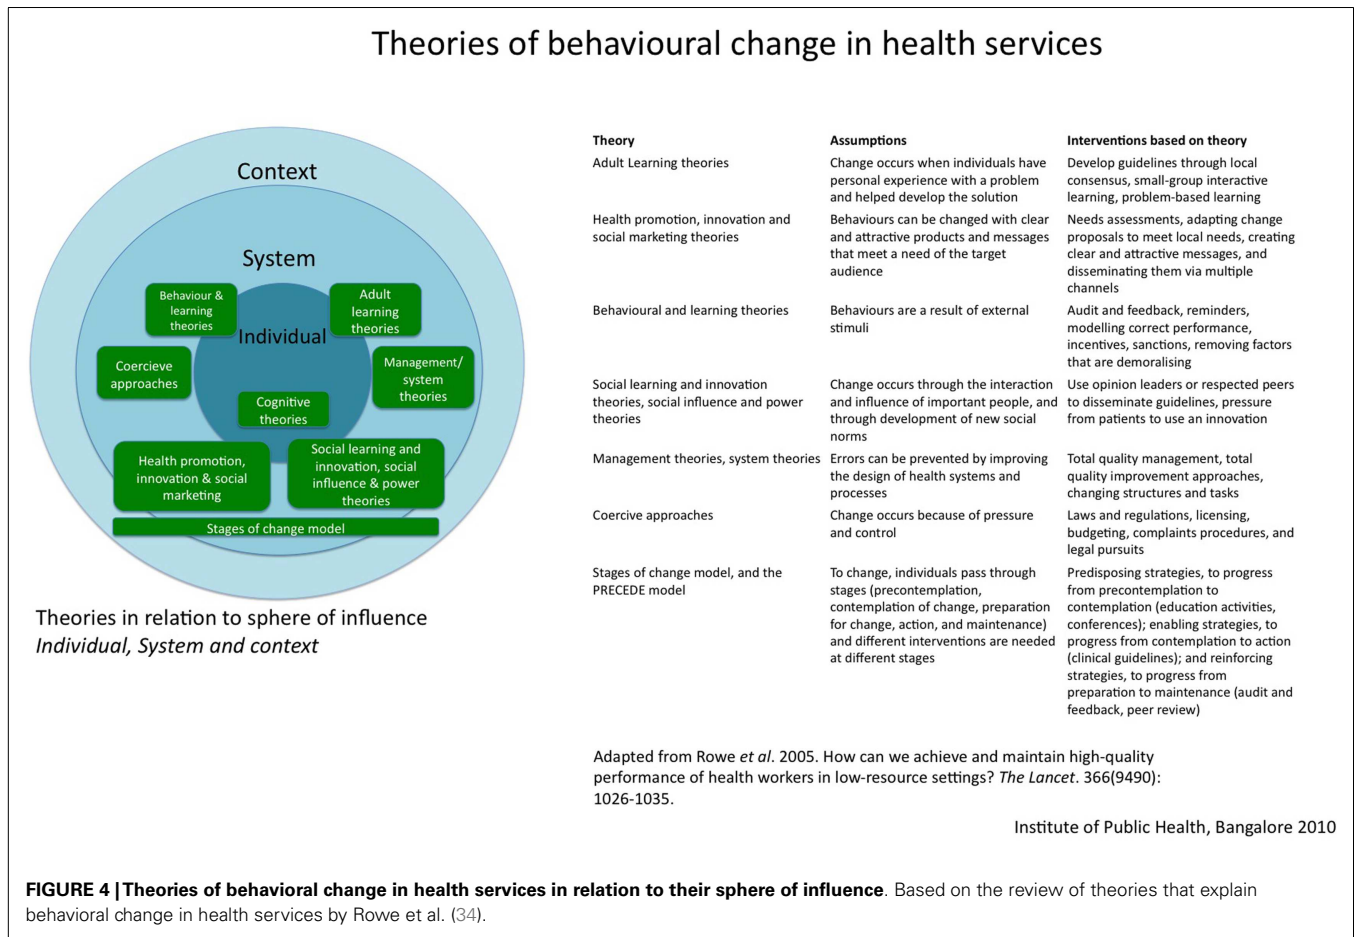 Theories of behavioural change in health services
Context
System
Individual
Behaviour &
learning
theories
Adult
learning
theories
Coercieve
approaches
Management/
system
theories
Cognitive
theories
Health promotion,
innovation & social
marketing
Social learning and
innovation, social
influence & power
theories
Stages of change model
Theories in relation to sphere of influence
Individual, System and context
Theory Assumptions Interventions based on theory
Adult Learning theories
Change occurs when individuals have
personal experience with a problem
and helped develop the solution
Develop guidelines through local
consensus, small-group interactive
learning, problem-based learning
Health promotion, innovation and
social marketing theories
Behaviours can be changed with clear
and attractive products and messages
that meet a need of the target
audience
Needs assessments, adapting change
proposals to meet local needs, creating
clear and attractive messages, and
disseminating them via multiple
channels
Behavioural and learning theories
Behaviours are a result of external
stimuli
Audit and feedback, reminders,
modelling correct performance,
incentives, sanctions, removing factors
that are demoralising
Social learning and innovation
theories, social influence and power
theories
Change occurs through the interaction
and influence of important people, and
through development of new social
norms
Use opinion leaders or respected peers
to disseminate guidelines, pressure
from patients to use an innovation
Management theories, system theories
Errors can be prevented by improving
the design of health systems and
processes
Total quality management, total
quality improvement approaches,
changing structures and tasks
Coercive approaches
Change occurs because of pressure
and control
Laws and regulations, licensing,
budgeting, complaints procedures, and
legal pursuits
Stages of change model, and the
PRECEDE model
To change, individuals pass through
stages (precontemplation,
contemplation of change, preparation
for change, action, and maintenance)
and different interventions are needed
at different stages
Predisposing strategies, to progress
from precontemplation to
contemplation (education activities,
conferences); enabling strategies, to
progress from contemplation to action
(clinical guidelines); and reinforcing
strategies, to progress from
preparation to maintenance (audit and
feedback, peer review)
Adapted from Rowe et al. 2005. How can we achieve and maintain high-quality
performance of health workers in low-resource settings? The Lancet. 366(9490):
1026-1035.
Institute of Public Health, Bangalore 2010
FIGURE 4 | Theories of behavioral change in health services in relation to their sphere of influence. Based on the review of theories that explain
behavioral change in health services by Rowe et al. (34).